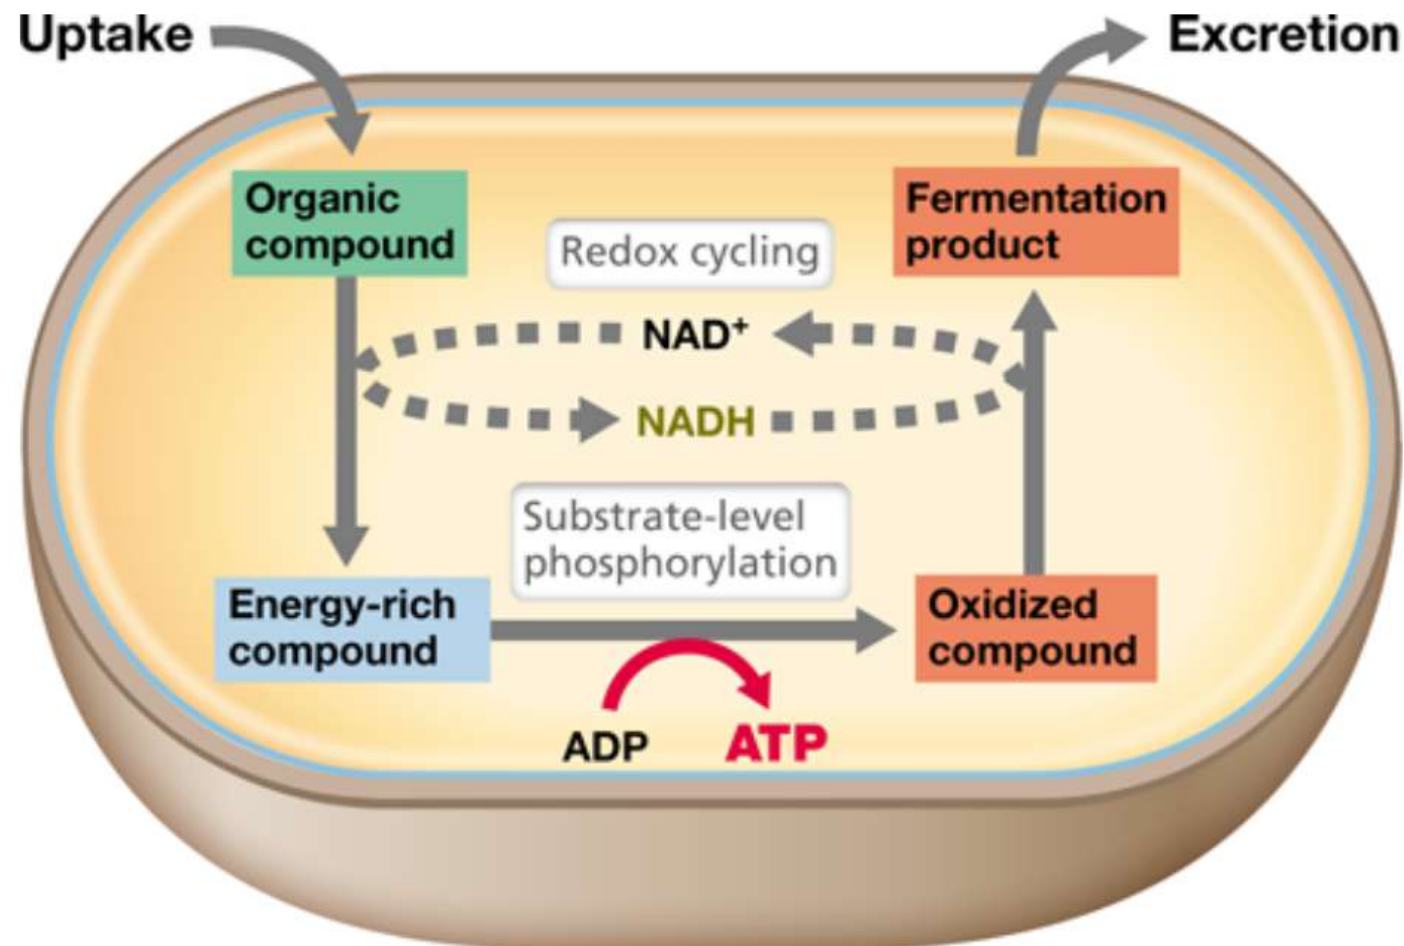 Uptake
Excretion
Organic
compound
Fermentation
product
Redox cycling
NAD⁺
NADH
Substrate-level
phosphorylation
Energy-rich
compound
Oxidized
compound
ADP
ATP